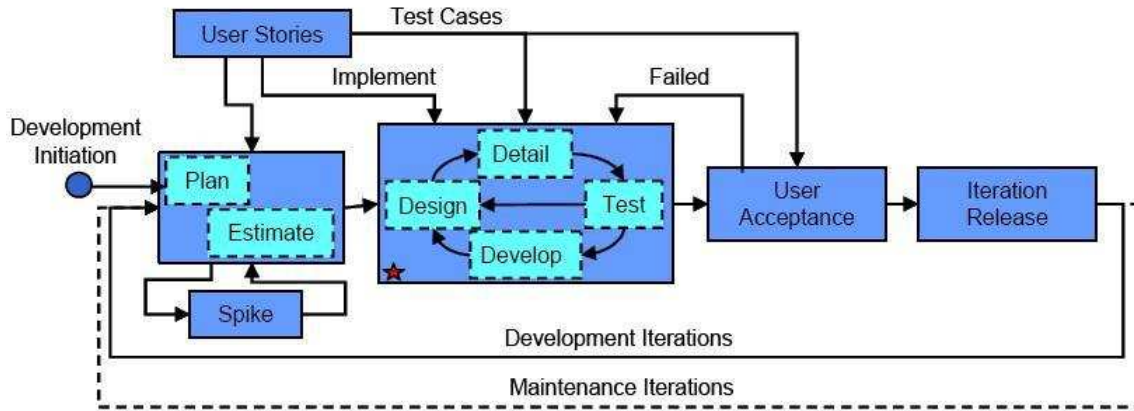 Test Cases
User Stories
Implement
Failed
Development
Initiation
Plan
Estimate
Detail
Design
Test
Develop
User
Acceptance
Iteration
Release
Spike
Development Iterations
Maintenance Iterations